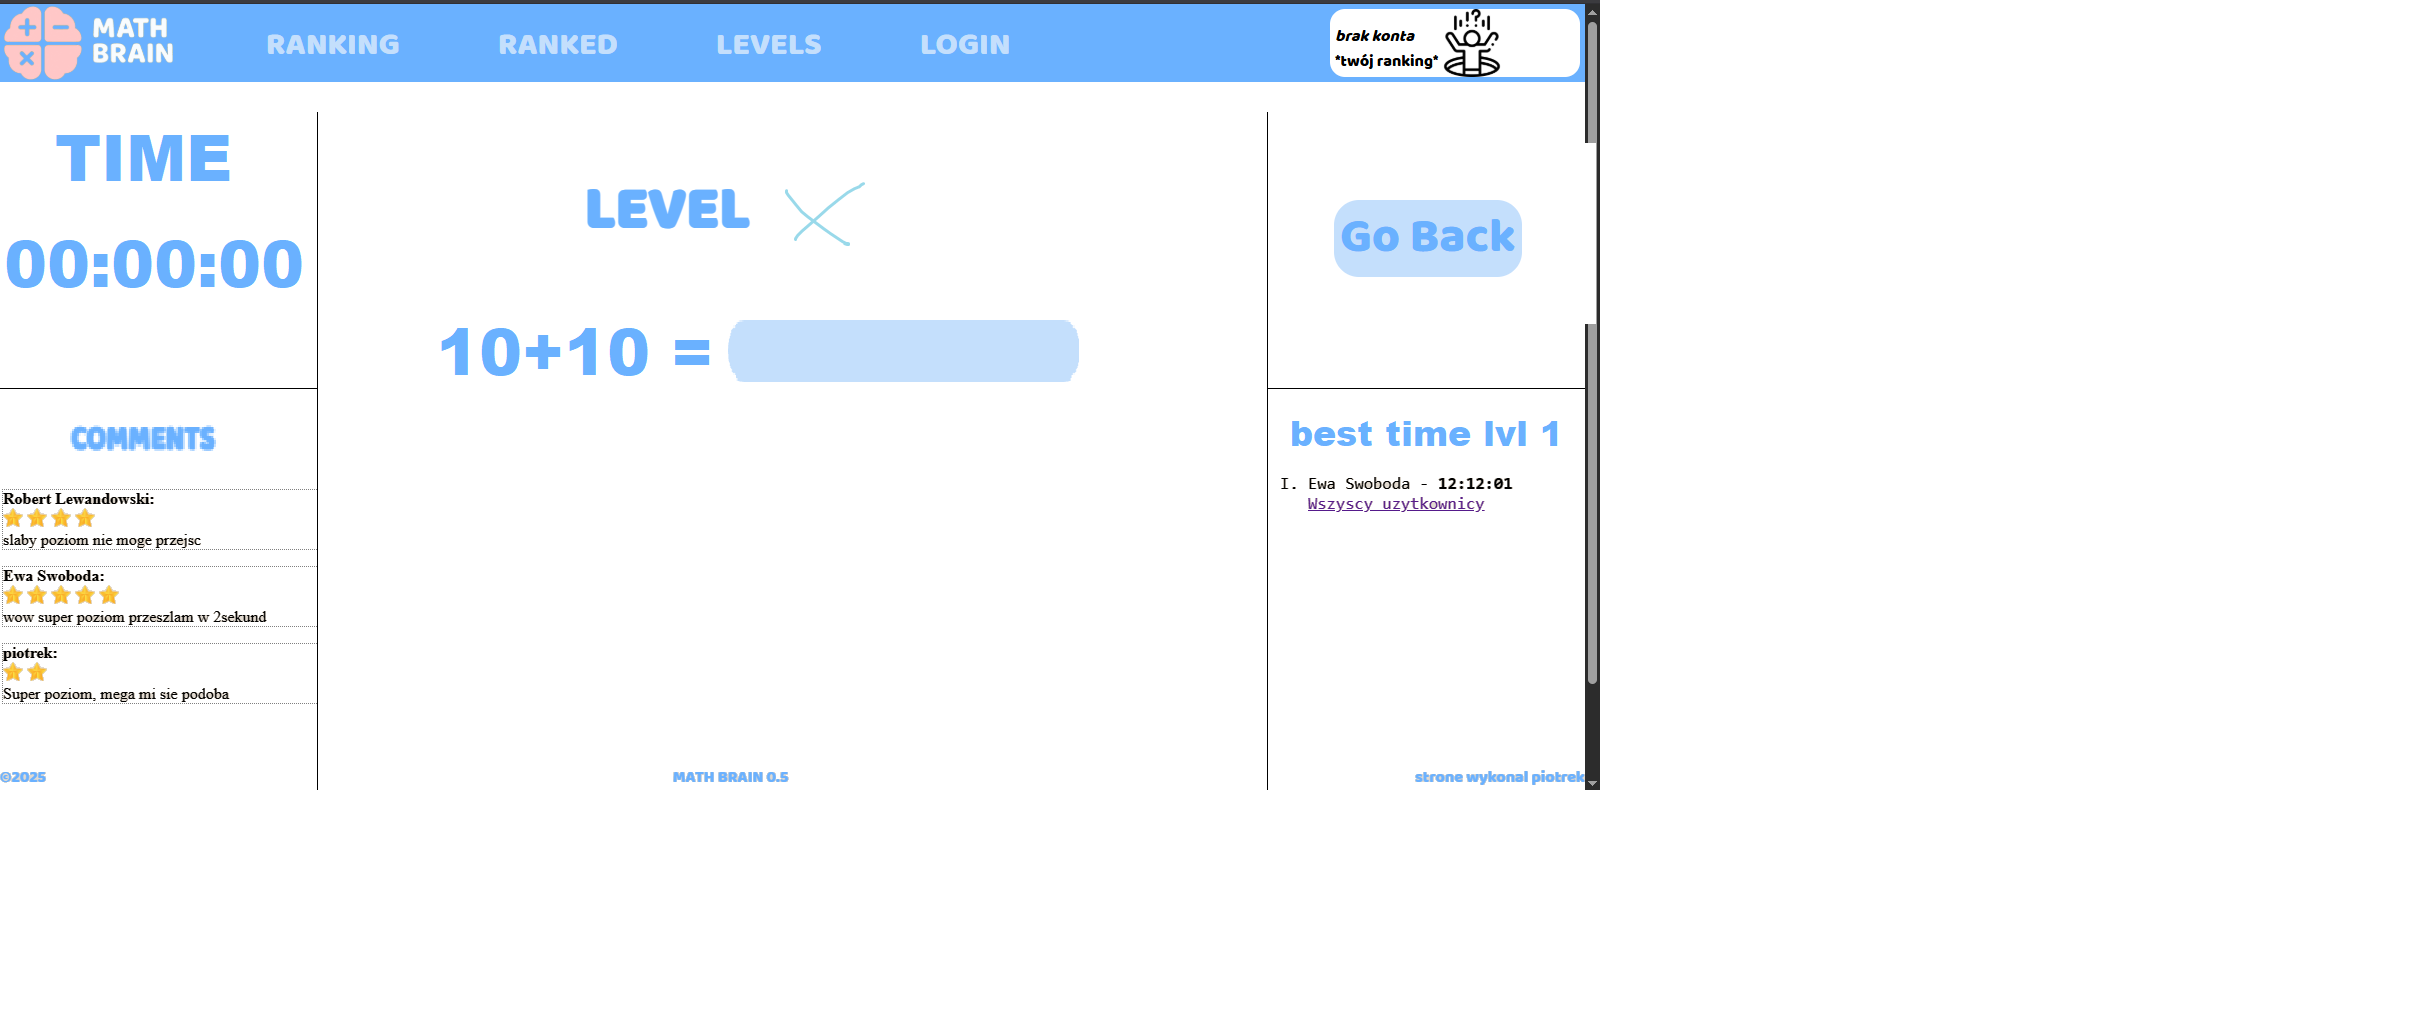 MATH
BRAIN
RANKING
RANKED
LEVELS
LOGIN
brak konta
*twój ranking*
TIME
00:00:00
LEVEL X
10+10 =
Go Back
COMMENTS
Robert Lewandowski:
slaby poziom nie moge przejsc
Ewa Swoboda:
wow super poziom przeszlam w 2sekund
piotrek:
Super poziom, mega mi sie podoba
best time lvl 1
I. Ewa Swoboda - 12:12:01
Wszyscy uzytkownicy
©2025
MATH BRAIN 0.5
strone wykonal piotrek